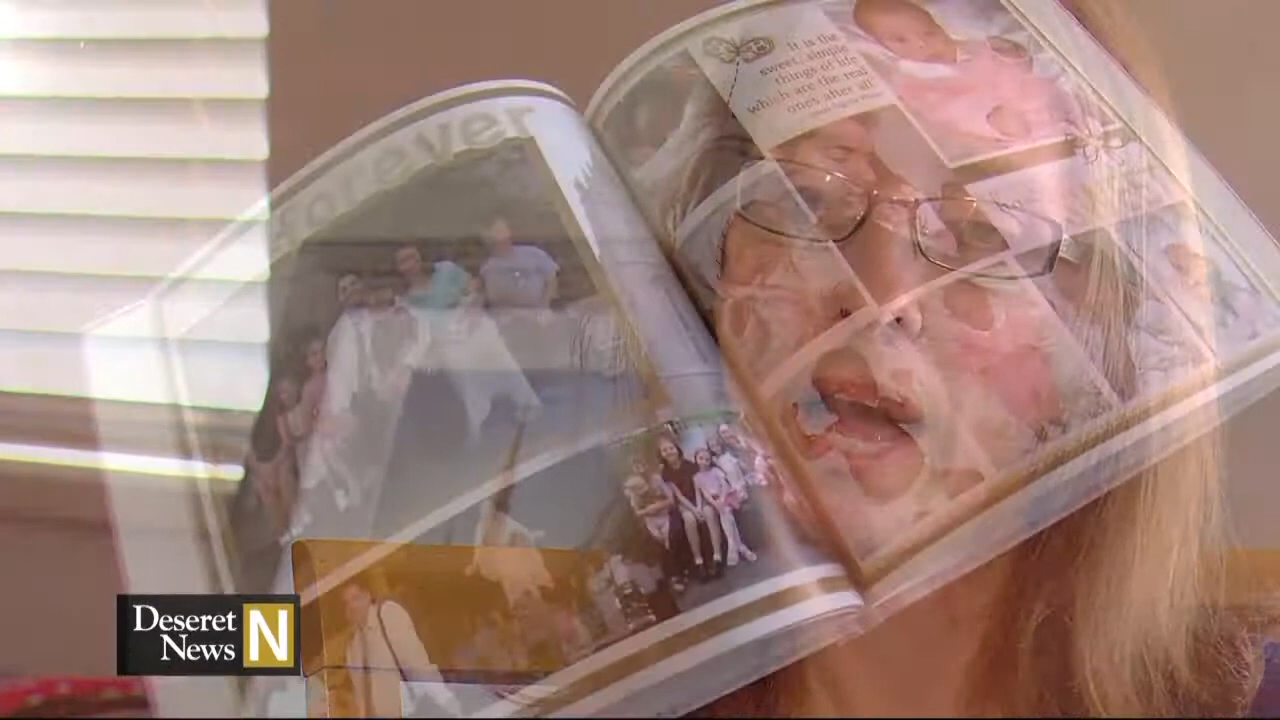 Forever
It is the
sweet, simple
things of life
which are the real
ones after all
Deseret
News N